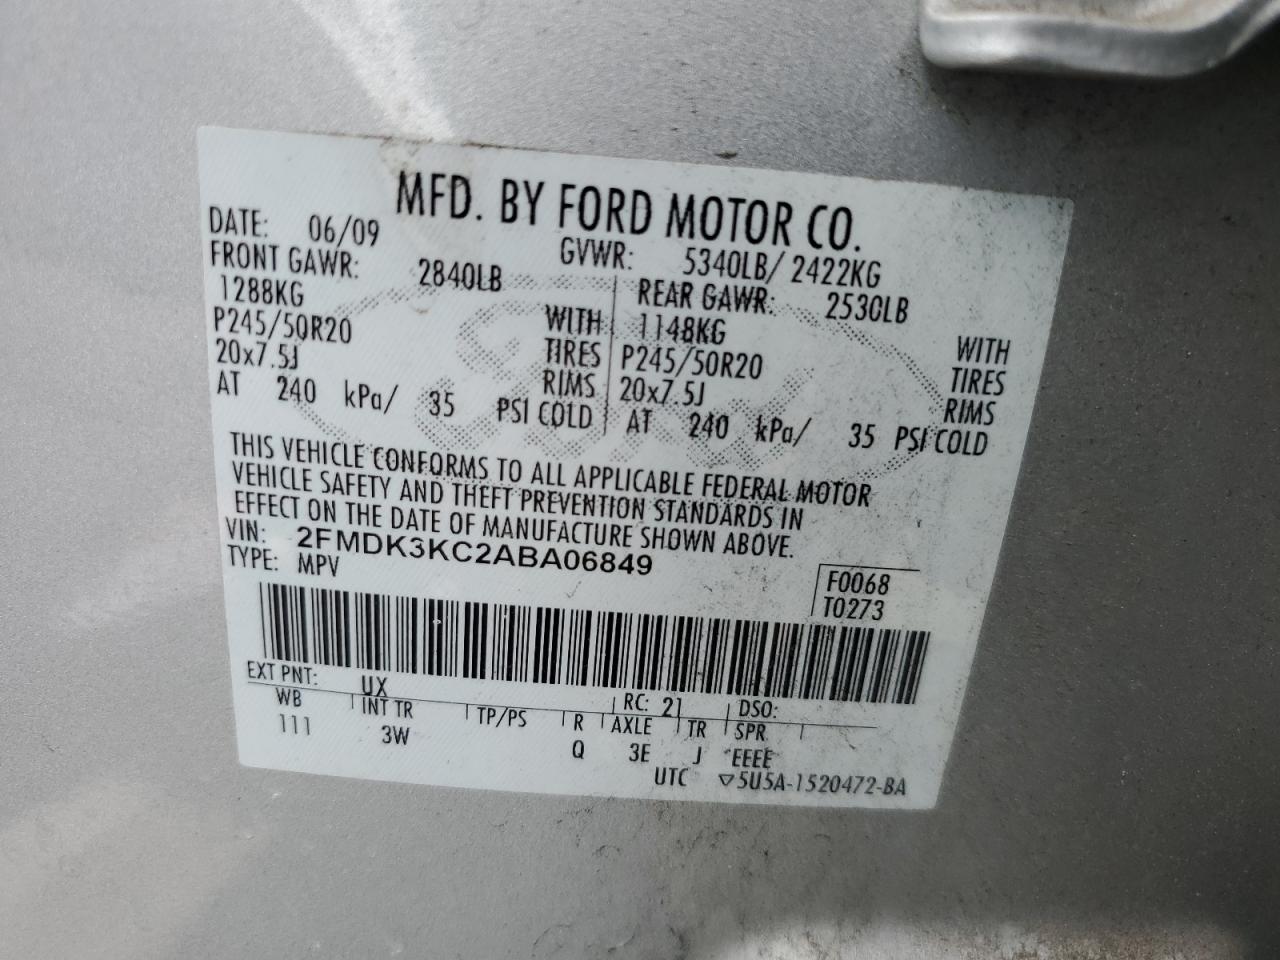 MFD. BY FORD MOTOR CO.
DATE: 06/09 GVWR: 5340LB/ 2422KG
FRONT GAWR: 2840LB REAR GAWR: 2530LB
1288KG WITH 1148KG WITH
P245/50R20 TIRES P245/50R20 TIRES
20x7.5J RIMS 20x7.5J RIMS
AT 240 kPa/ 35 PSI COLD AT 240 kPa/ 35 PSI COLD
THIS VEHICLE CONFORMS TO ALL APPLICABLE FEDERAL MOTOR
VEHICLE SAFETY AND THEFT PREVENTION STANDARDS IN
EFFECT ON THE DATE OF MANUFACTURE SHOWN ABOVE.
VIN: 2FMDK3KC2ABA06849
TYPE: MPV F0068
T0273
EXT PNT: UX RC: 21 DSO:
WB INT TR TP/PS R AXLE TR SPR
111 3W Q 3E J EEEE
UTC ▽5U5A-1520472-BA